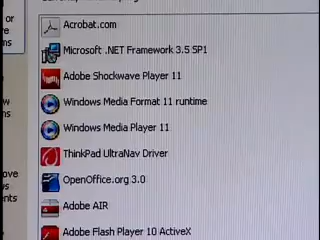 or
Acrobat.com
Microsoft .NET Framework 3.5 SP1
Adobe Shockwave Player 11
Windows Media Format 11 runtime
Windows Media Player 11
ThinkPad UltraNav Driver
OpenOffice.org 3.0
Adobe AIR
Adobe Flash Player 10 ActiveX